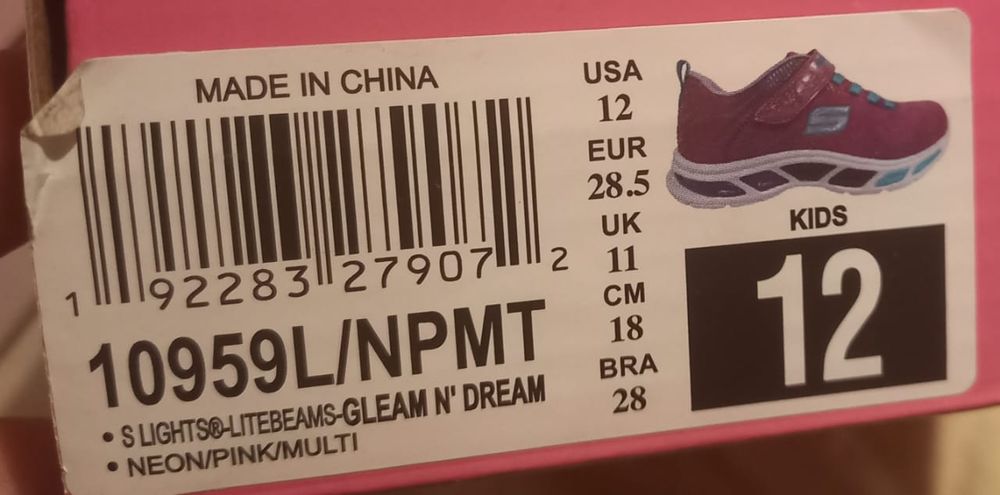 MADE IN CHINA
1 92283 27907 2
10959L/NPMT
• S LIGHTS®-LITEBEAMS-GLEAM N' DREAM
• NEON/PINK/MULTI
USA
12
EUR
28.5
UK
11
CM
18
BRA
28
S
KIDS
12